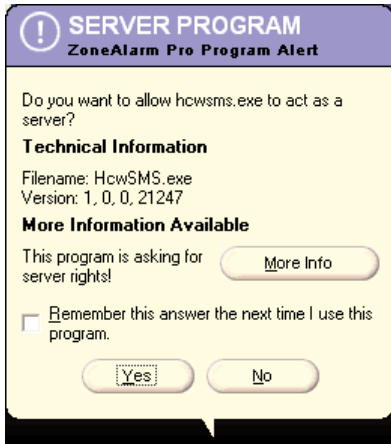 SERVER PROGRAM
ZoneAlarm Pro Program Alert
Do you want to allow hcwsms.exe to act as a
server?
Technical Information
Filename: HcwSMS.exe
Version: 1, 0, 0, 21247
More Information Available
This program is asking for
server rights!
More Info
Remember this answer the next time I use this
program.
Yes
No